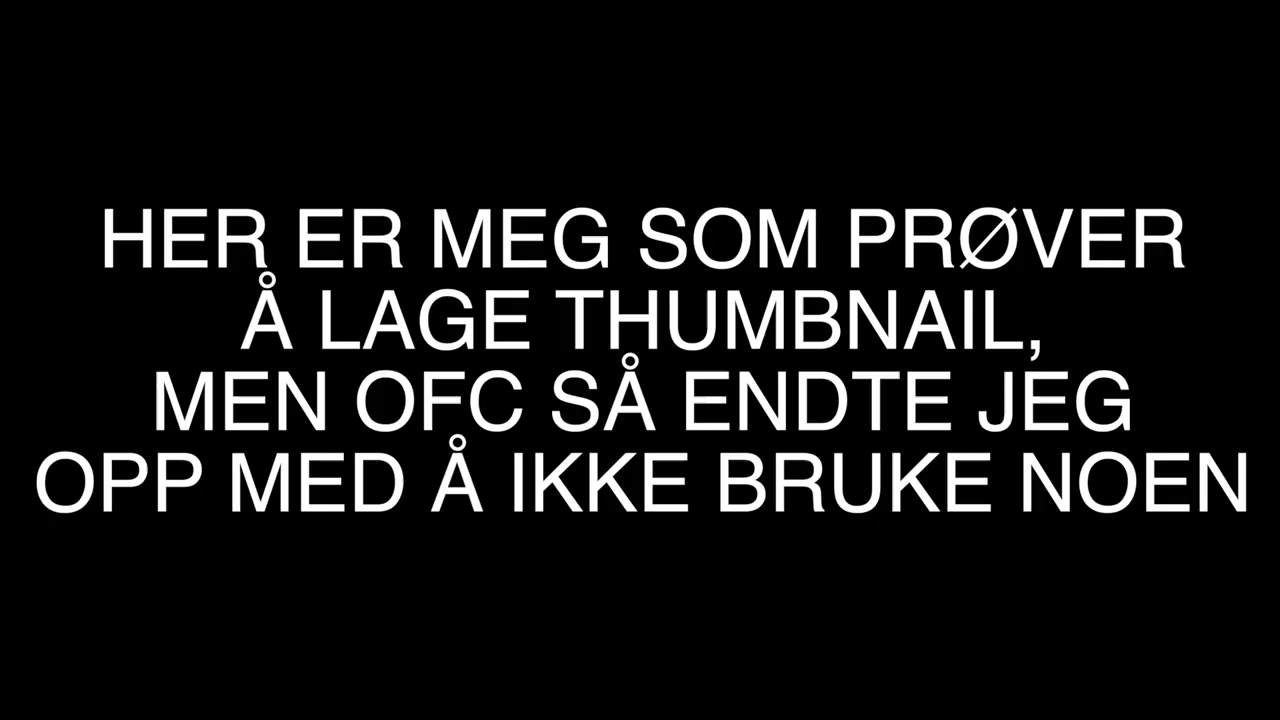 HER ER MEG SOM PRØVER
Å LAGE THUMBNAIL,
MEN OFC SÅ ENDTE JEG
OPP MED Å IKKE BRUKE NOEN